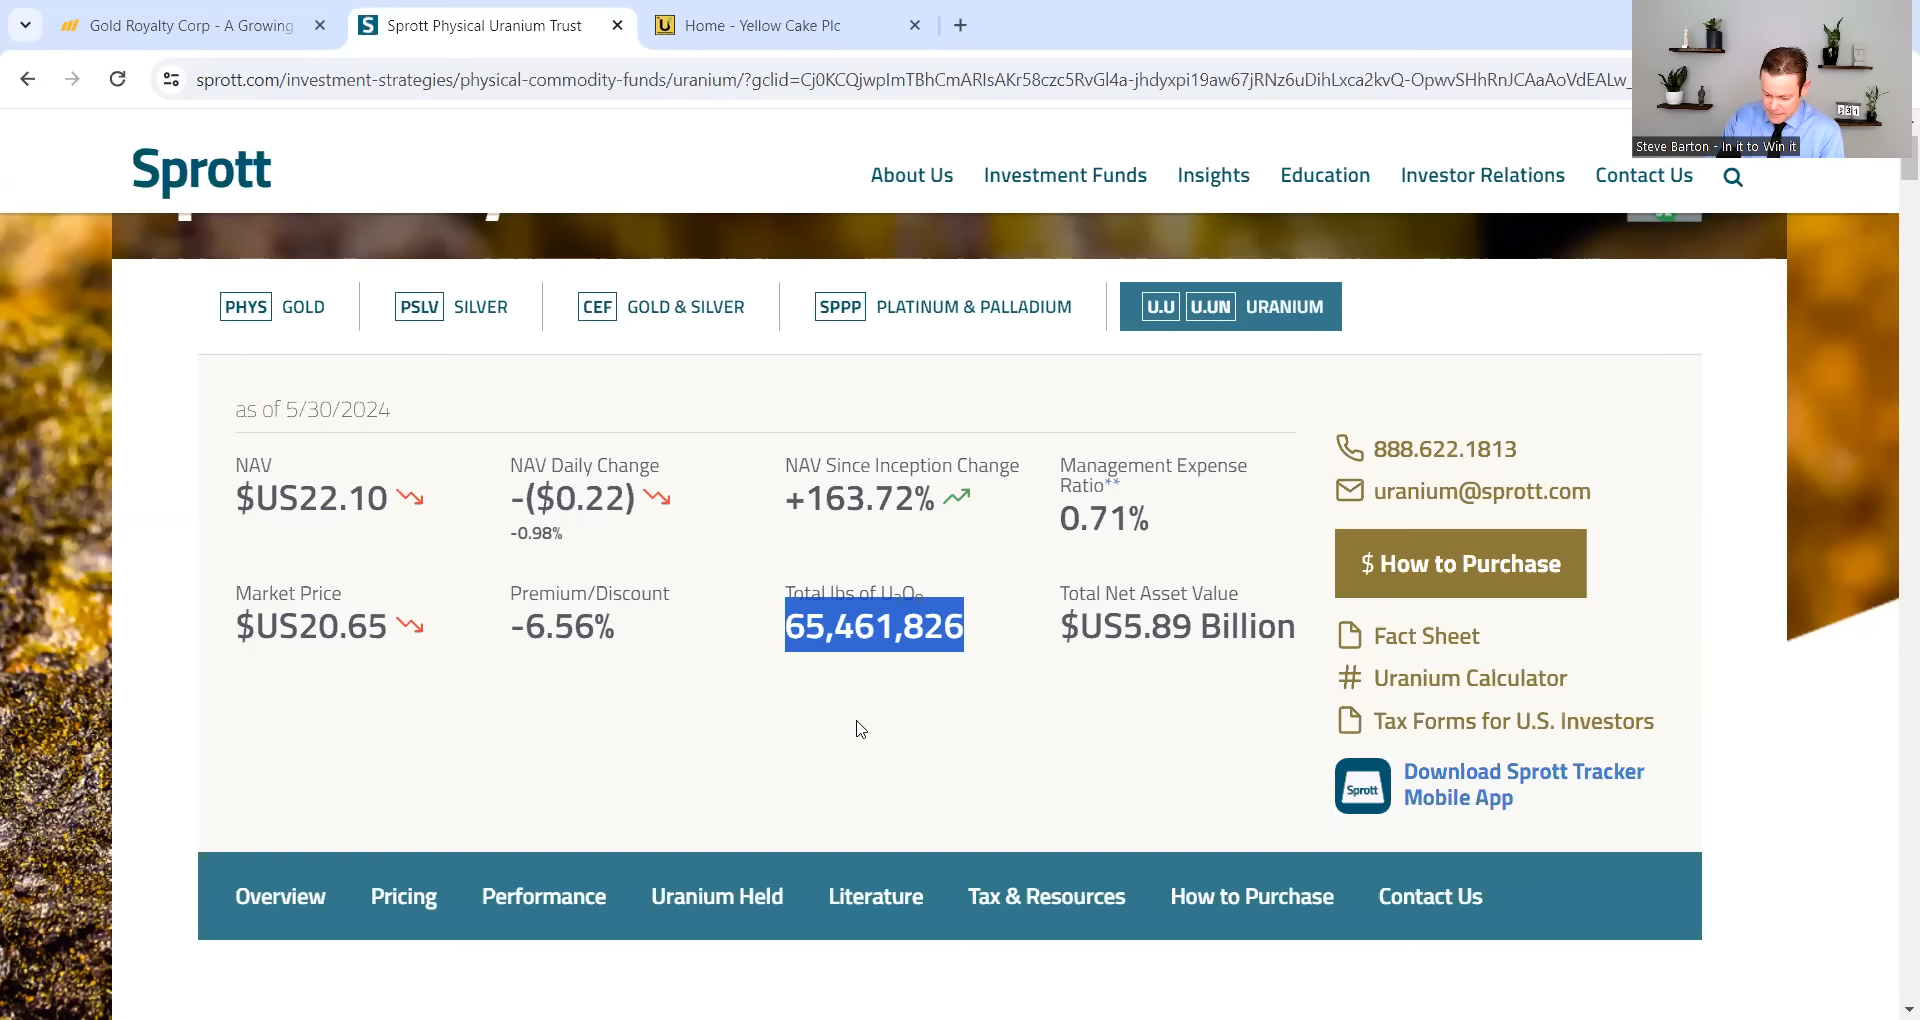 Gold Royalty Corp - A Growing
Sprott Physical Uranium Trust
Home - Yellow Cake Plc
sprott.com/investment-strategies/physical-commodity-funds/uranium/?gclid=Cj0KCQjwpImTBhCmARIsAKr58czc5RvGl4a-jhdyxpi19aw67jRNz6uDihLxca2kvQ-OpwvSHhRnJCAaAoVdEALw_
Steve Barton - In it to Win it
Sprott
About Us
Investment Funds
Insights
Education
Investor Relations
Contact Us
PHYS GOLD
PSLV SILVER
CEF GOLD & SILVER
SPPP PLATINUM & PALLADIUM
U.U U.UN URANIUM
as of 5/30/2024
NAV
$US22.10
NAV Daily Change
-($0.22)
-0.98%
NAV Since Inception Change
+163.72%
Management Expense
Ratio**
0.71%
Market Price
$US20.65
Premium/Discount
-6.56%
Total lbs of U₃O₈
65,461,826
Total Net Asset Value
$US5.89 Billion
888.622.1813
uranium@sprott.com
$ How to Purchase
Fact Sheet
# Uranium Calculator
Tax Forms for U.S. Investors
Sprott
Download Sprott Tracker
Mobile App
Overview
Pricing
Performance
Uranium Held
Literature
Tax & Resources
How to Purchase
Contact Us